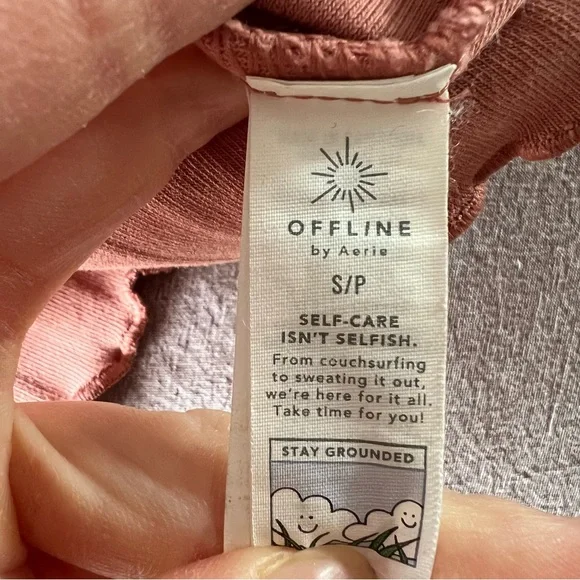 OFFLINE
by Aerie
S/P
SELF-CARE
ISN'T SELFISH.
From couchsurfing
to sweating it out,
we're here for it all.
Take time for you!
STAY GROUNDED